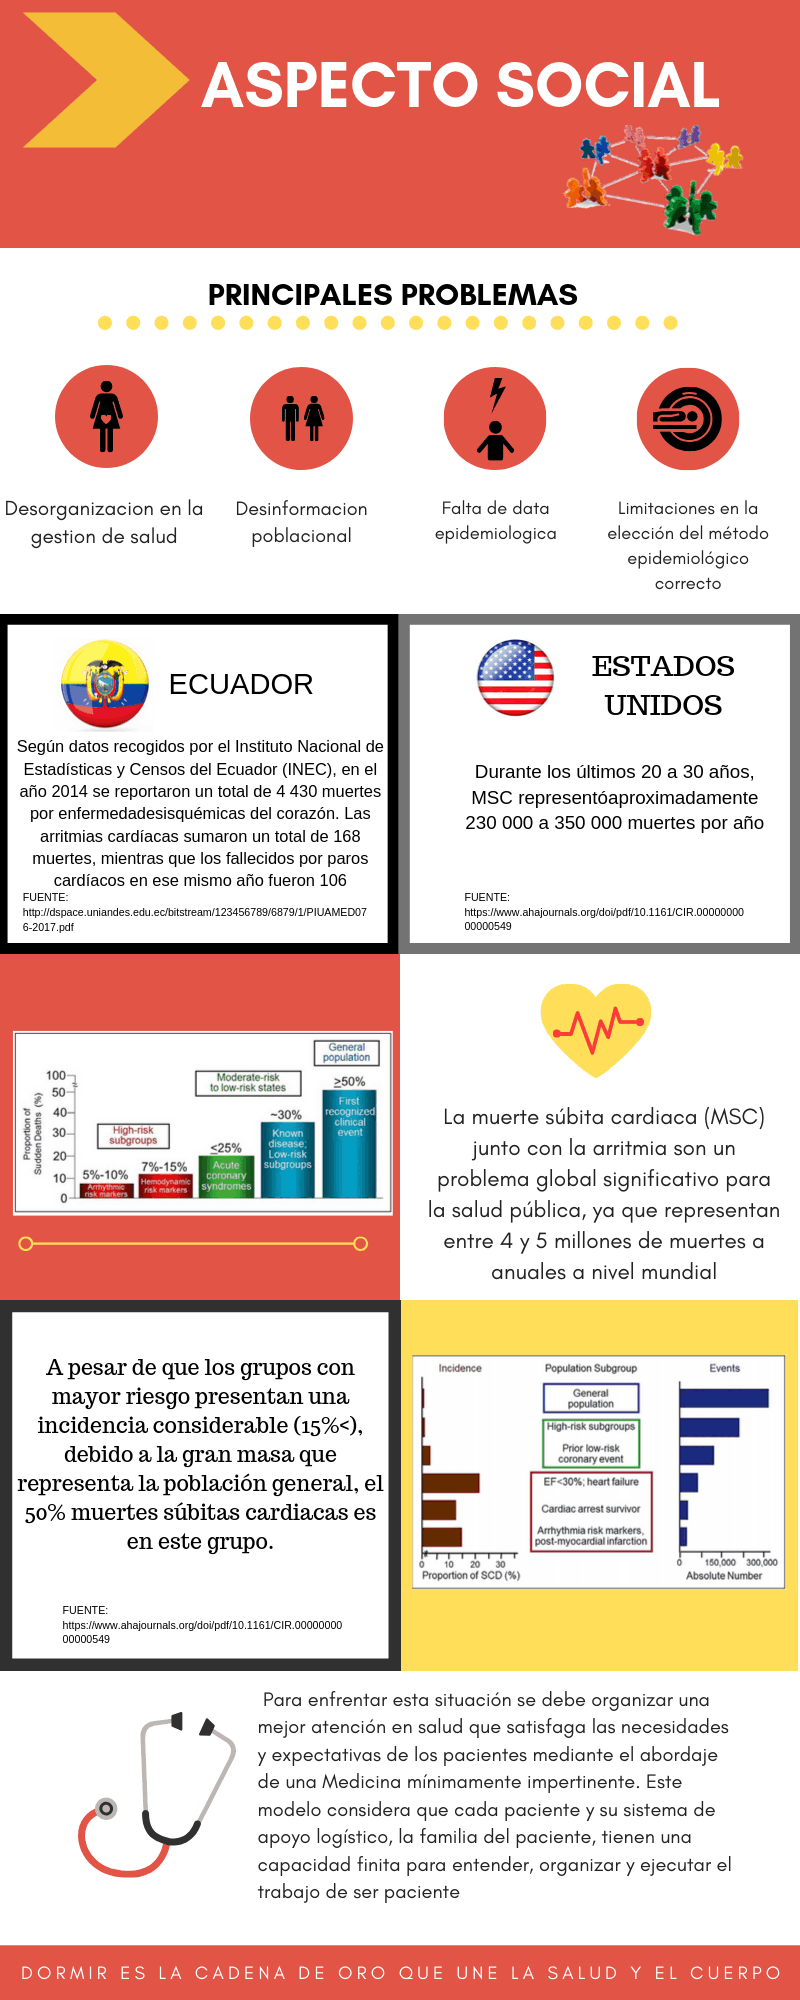 ASPECTO SOCIAL
PRINCIPALES PROBLEMAS
Desorganizacion en la
gestion de salud
Desinformacion
poblacional
Falta de data
epidemiologica
Limitaciones en la
elección del método
epidemiológico
correcto
ECUADOR
Según datos recogidos por el Instituto Nacional de
Estadísticas y Censos del Ecuador (INEC), en el
año 2014 se reportaron un total de 4 430 muertes
por enfermedadesisquémicas del corazón. Las
arritmias cardíacas sumaron un total de 168
muertes, mientras que los fallecidos por paros
cardíacos en ese mismo año fueron 106
FUENTE:
http://dspace.uniandes.edu.ec/bitstream/123456789/6879/1/PIUAMED07
6-2017.pdf
ESTADOS
UNIDOS
Durante los últimos 20 a 30 años,
MSC representóaproximadamente
230 000 a 350 000 muertes por año
FUENTE:
https://www.ahajournals.org/doi/pdf/10.1161/CIR.00000000
00000549
Proportion of
Sudden Deaths (%)
100
50
40
30
20
10
0
High-risk
subgroups
Moderate-risk
to low-risk states
General
population
5%-10%
Arrhythmic
risk markers
7%-15%
Hemodynamic
risk markers
≤25%
Acute
coronary
syndromes
~30%
Known
disease;
Low-risk
subgroups
≥50%
First
recognized
clinical
event
La muerte súbita cardiaca (MSC)
junto con la arritmia son un
problema global significativo para
la salud pública, ya que representan
entre 4 y 5 millones de muertes a
anuales a nivel mundial
A pesar de que los grupos con
mayor riesgo presentan una
incidencia considerable (15%<),
debido a la gran masa que
representa la población general, el
50% muertes súbitas cardiacas es
en este grupo.
FUENTE:
https://www.ahajournals.org/doi/pdf/10.1161/CIR.00000000
00000549
Incidence
Population Subgroup
Events
General
population
High-risk subgroups
Prior low-risk
coronary event
EF<30%; heart failure
Cardiac arrest survivor
Arrhythmia risk markers,
post-myocardial infarction
0 10 20 30
Proportion of SCD (%)
0 150,000 300,000
Absolute Number
Para enfrentar esta situación se debe organizar una
mejor atención en salud que satisfaga las necesidades
y expectativas de los pacientes mediante el abordaje
de una Medicina mínimamente impertinente. Este
modelo considera que cada paciente y su sistema de
apoyo logístico, la familia del paciente, tienen una
capacidad finita para entender, organizar y ejecutar el
trabajo de ser paciente
DORMIR ES LA CADENA DE ORO QUE UNE LA SALUD Y EL CUERPO